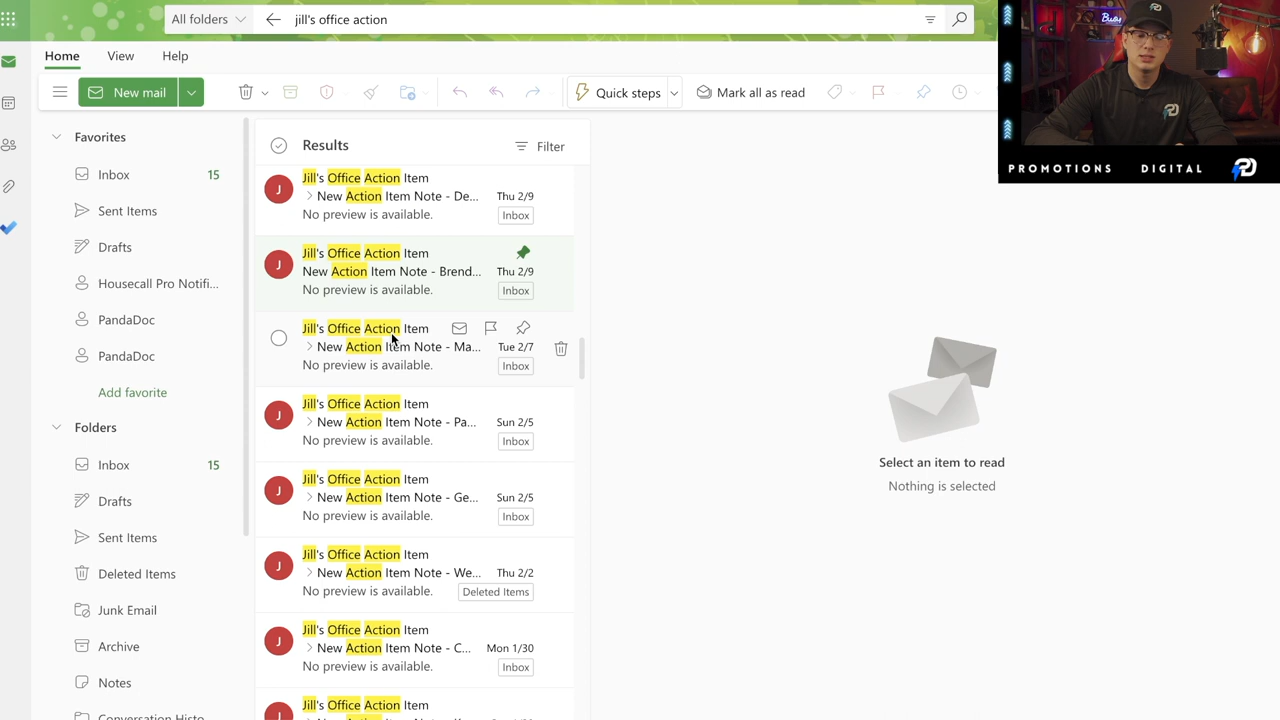 All folders
jill's office action
Busy
Home
View
Help
New mail
Quick steps
Mark all as read
PROMOTIONS DIGITAL
Favorites
Inbox 15
Sent Items
Drafts
Housecall Pro Notifi...
PandaDoc
PandaDoc
Add favorite
Folders
Inbox 15
Drafts
Sent Items
Deleted Items
Junk Email
Archive
Notes
Results
Filter
J
Jill's Office Action Item
New Action Item Note - De... Thu 2/9
No preview is available. Inbox
J
Jill's Office Action Item
New Action Item Note - Brend... Thu 2/9
No preview is available. Inbox
Jill's Office Action Item
New Action Item Note - Ma... Tue 2/7
No preview is available. Inbox
J
Jill's Office Action Item
New Action Item Note - Pa... Sun 2/5
No preview is available. Inbox
J
Jill's Office Action Item
New Action Item Note - Ge... Sun 2/5
No preview is available. Inbox
J
Jill's Office Action Item
New Action Item Note - We... Thu 2/2
No preview is available. Deleted Items
J
Jill's Office Action Item
New Action Item Note - C... Mon 1/30
No preview is available. Inbox
J
Jill's Office Action Item
Select an item to read
Nothing is selected